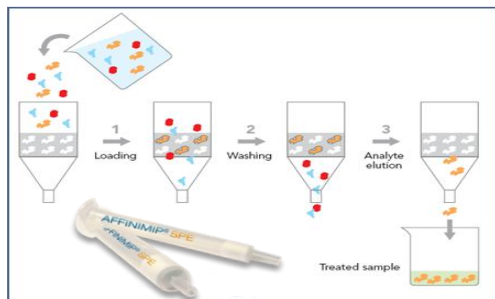 1
Loading
2
Washing
3
Analyte
elution
AFFINIMIP® SPE
AFFINIMIP® SPE
Treated sample